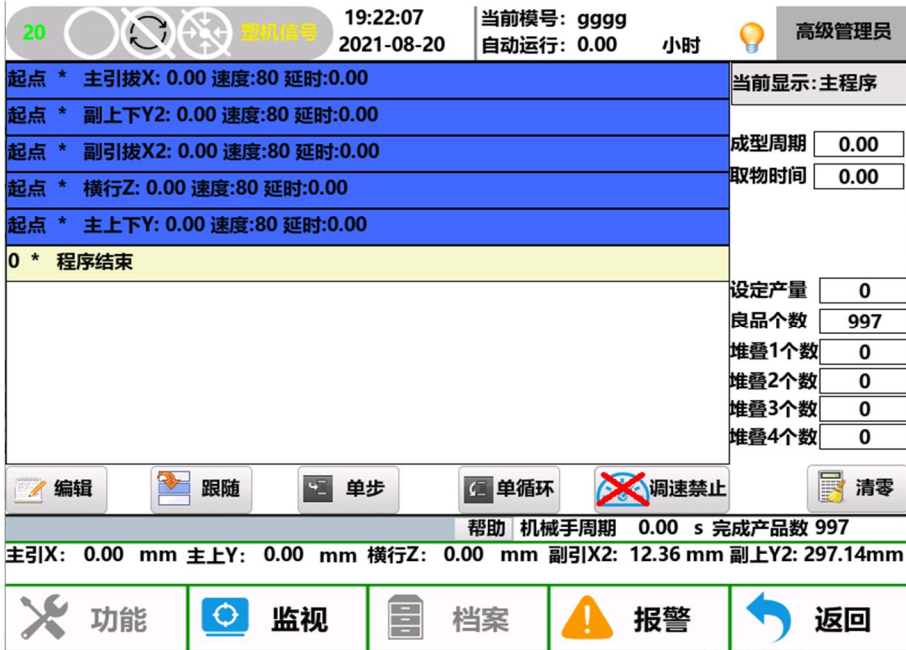 20 塑机信号 19:22:07 当前模号: gggg
2021-08-20 自动运行: 0.00 小时 高级管理员
起点 * 主引拔X: 0.00 速度:80 延时:0.00
起点 * 副上下Y2: 0.00 速度:80 延时:0.00
起点 * 副引拔X2: 0.00 速度:80 延时:0.00
起点 * 横行Z: 0.00 速度:80 延时:0.00
起点 * 主上下Y: 0.00 速度:80 延时:0.00
0 * 程序结束
当前显示:主程序
成型周期 0.00
取物时间 0.00
设定产量 0
良品个数 997
堆叠1个数 0
堆叠2个数 0
堆叠3个数 0
堆叠4个数 0
编辑 跟随 单步 单循环 调速禁止 清零
帮助 机械手周期 0.00 s 完成产品数 997
主引X: 0.00 mm 主上Y: 0.00 mm 横行Z: 0.00 mm 副引X2: 12.36 mm 副上Y2: 297.14mm
功能 监视 档案 报警 返回